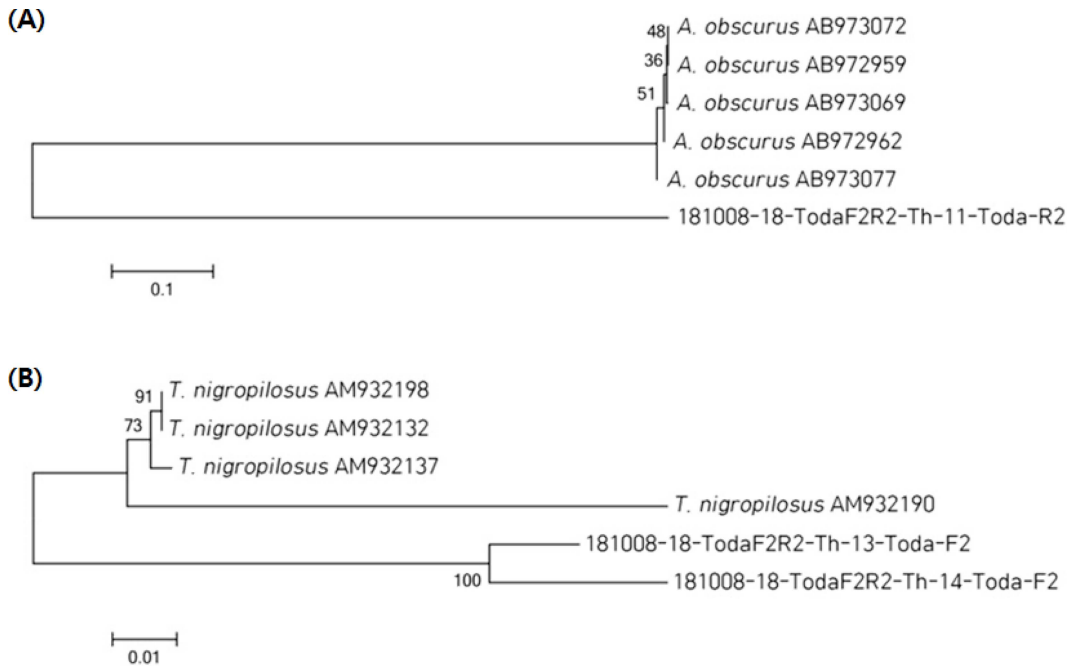 (A)
48
A. obscurus AB973072
36
A. obscurus AB972959
51
A. obscurus AB973069
A. obscurus AB972962
A. obscurus AB973077
181008-18-TodaF2R2-Th-11-Toda-R2
0.1
(B)
91
T. nigropilosus AM932198
73
T. nigropilosus AM932132
T. nigropilosus AM932137
T. nigropilosus AM932190
181008-18-TodaF2R2-Th-13-Toda-F2
100
181008-18-TodaF2R2-Th-14-Toda-F2
0.01